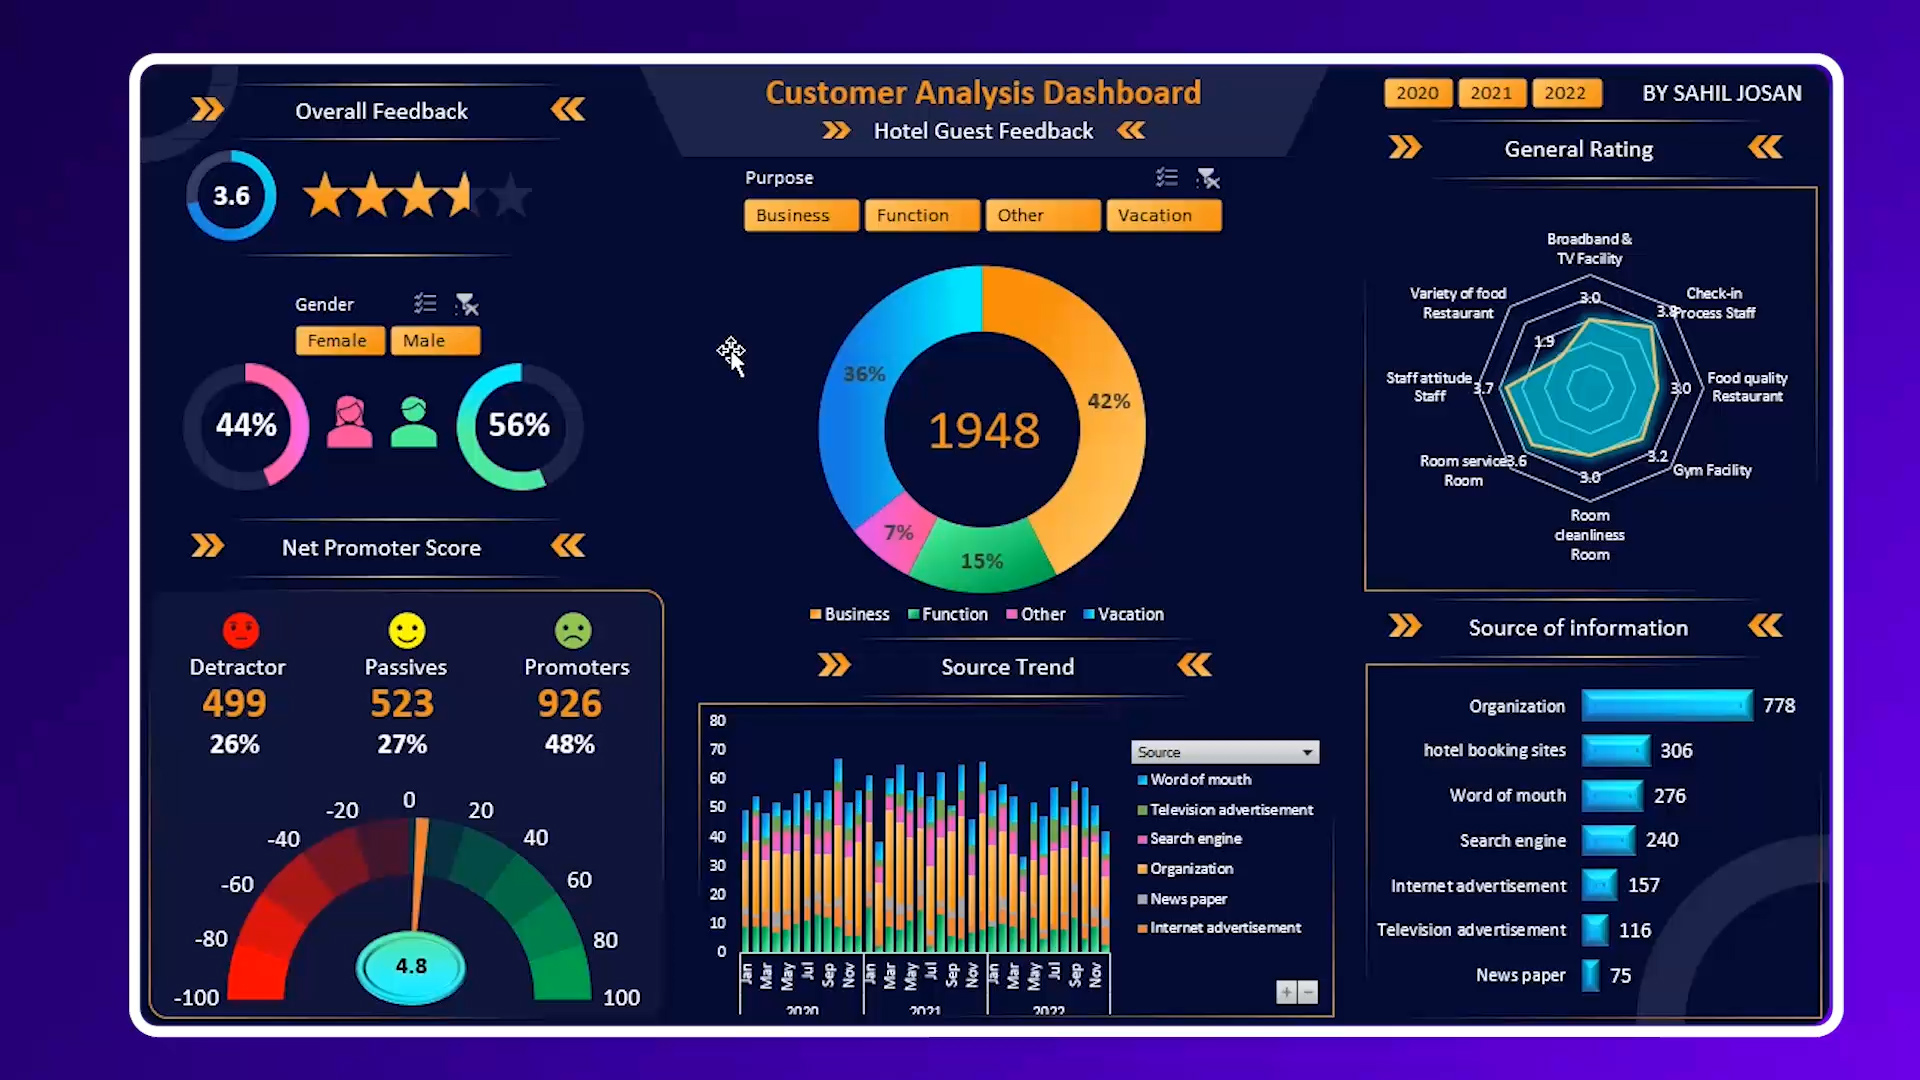 Customer Analysis Dashboard
Hotel Guest Feedback
2020 2021 2022
BY SAHIL JOSAN
Overall Feedback
3.6
Gender
Female Male
44%
56%
Net Promoter Score
Detractor Passives Promoters
499 523 926
26% 27% 48%
-100
-80
-60
-40
-20
0
20
40
60
80
100
4.8
Purpose
Business Function Other Vacation
36%
42%
1948
7%
15%
Business Function Other Vacation
Source Trend
80
70
60
50
40
30
20
10
0
Jan Mar May Jul Sep Nov Jan Mar May Jul Sep Nov Jan Mar May Jul Sep Nov
2020 2021 2022
Source
Word of mouth
Television advertisement
Search engine
Organization
News paper
Internet advertisement
+ −
General Rating
Broadband &
TV Facility
3.0
Check-in
Process Staff
3.8
Food quality
Restaurant
3.0
Gym Facility
3.2
Room
cleanliness
Room
3.0
Room service
Room
3.6
Staff attitude
Staff
3.7
Variety of food
Restaurant
1.9
Source of information
Organization 778
hotel booking sites 306
Word of mouth 276
Search engine 240
Internet advertisement 157
Television advertisement 116
News paper 75